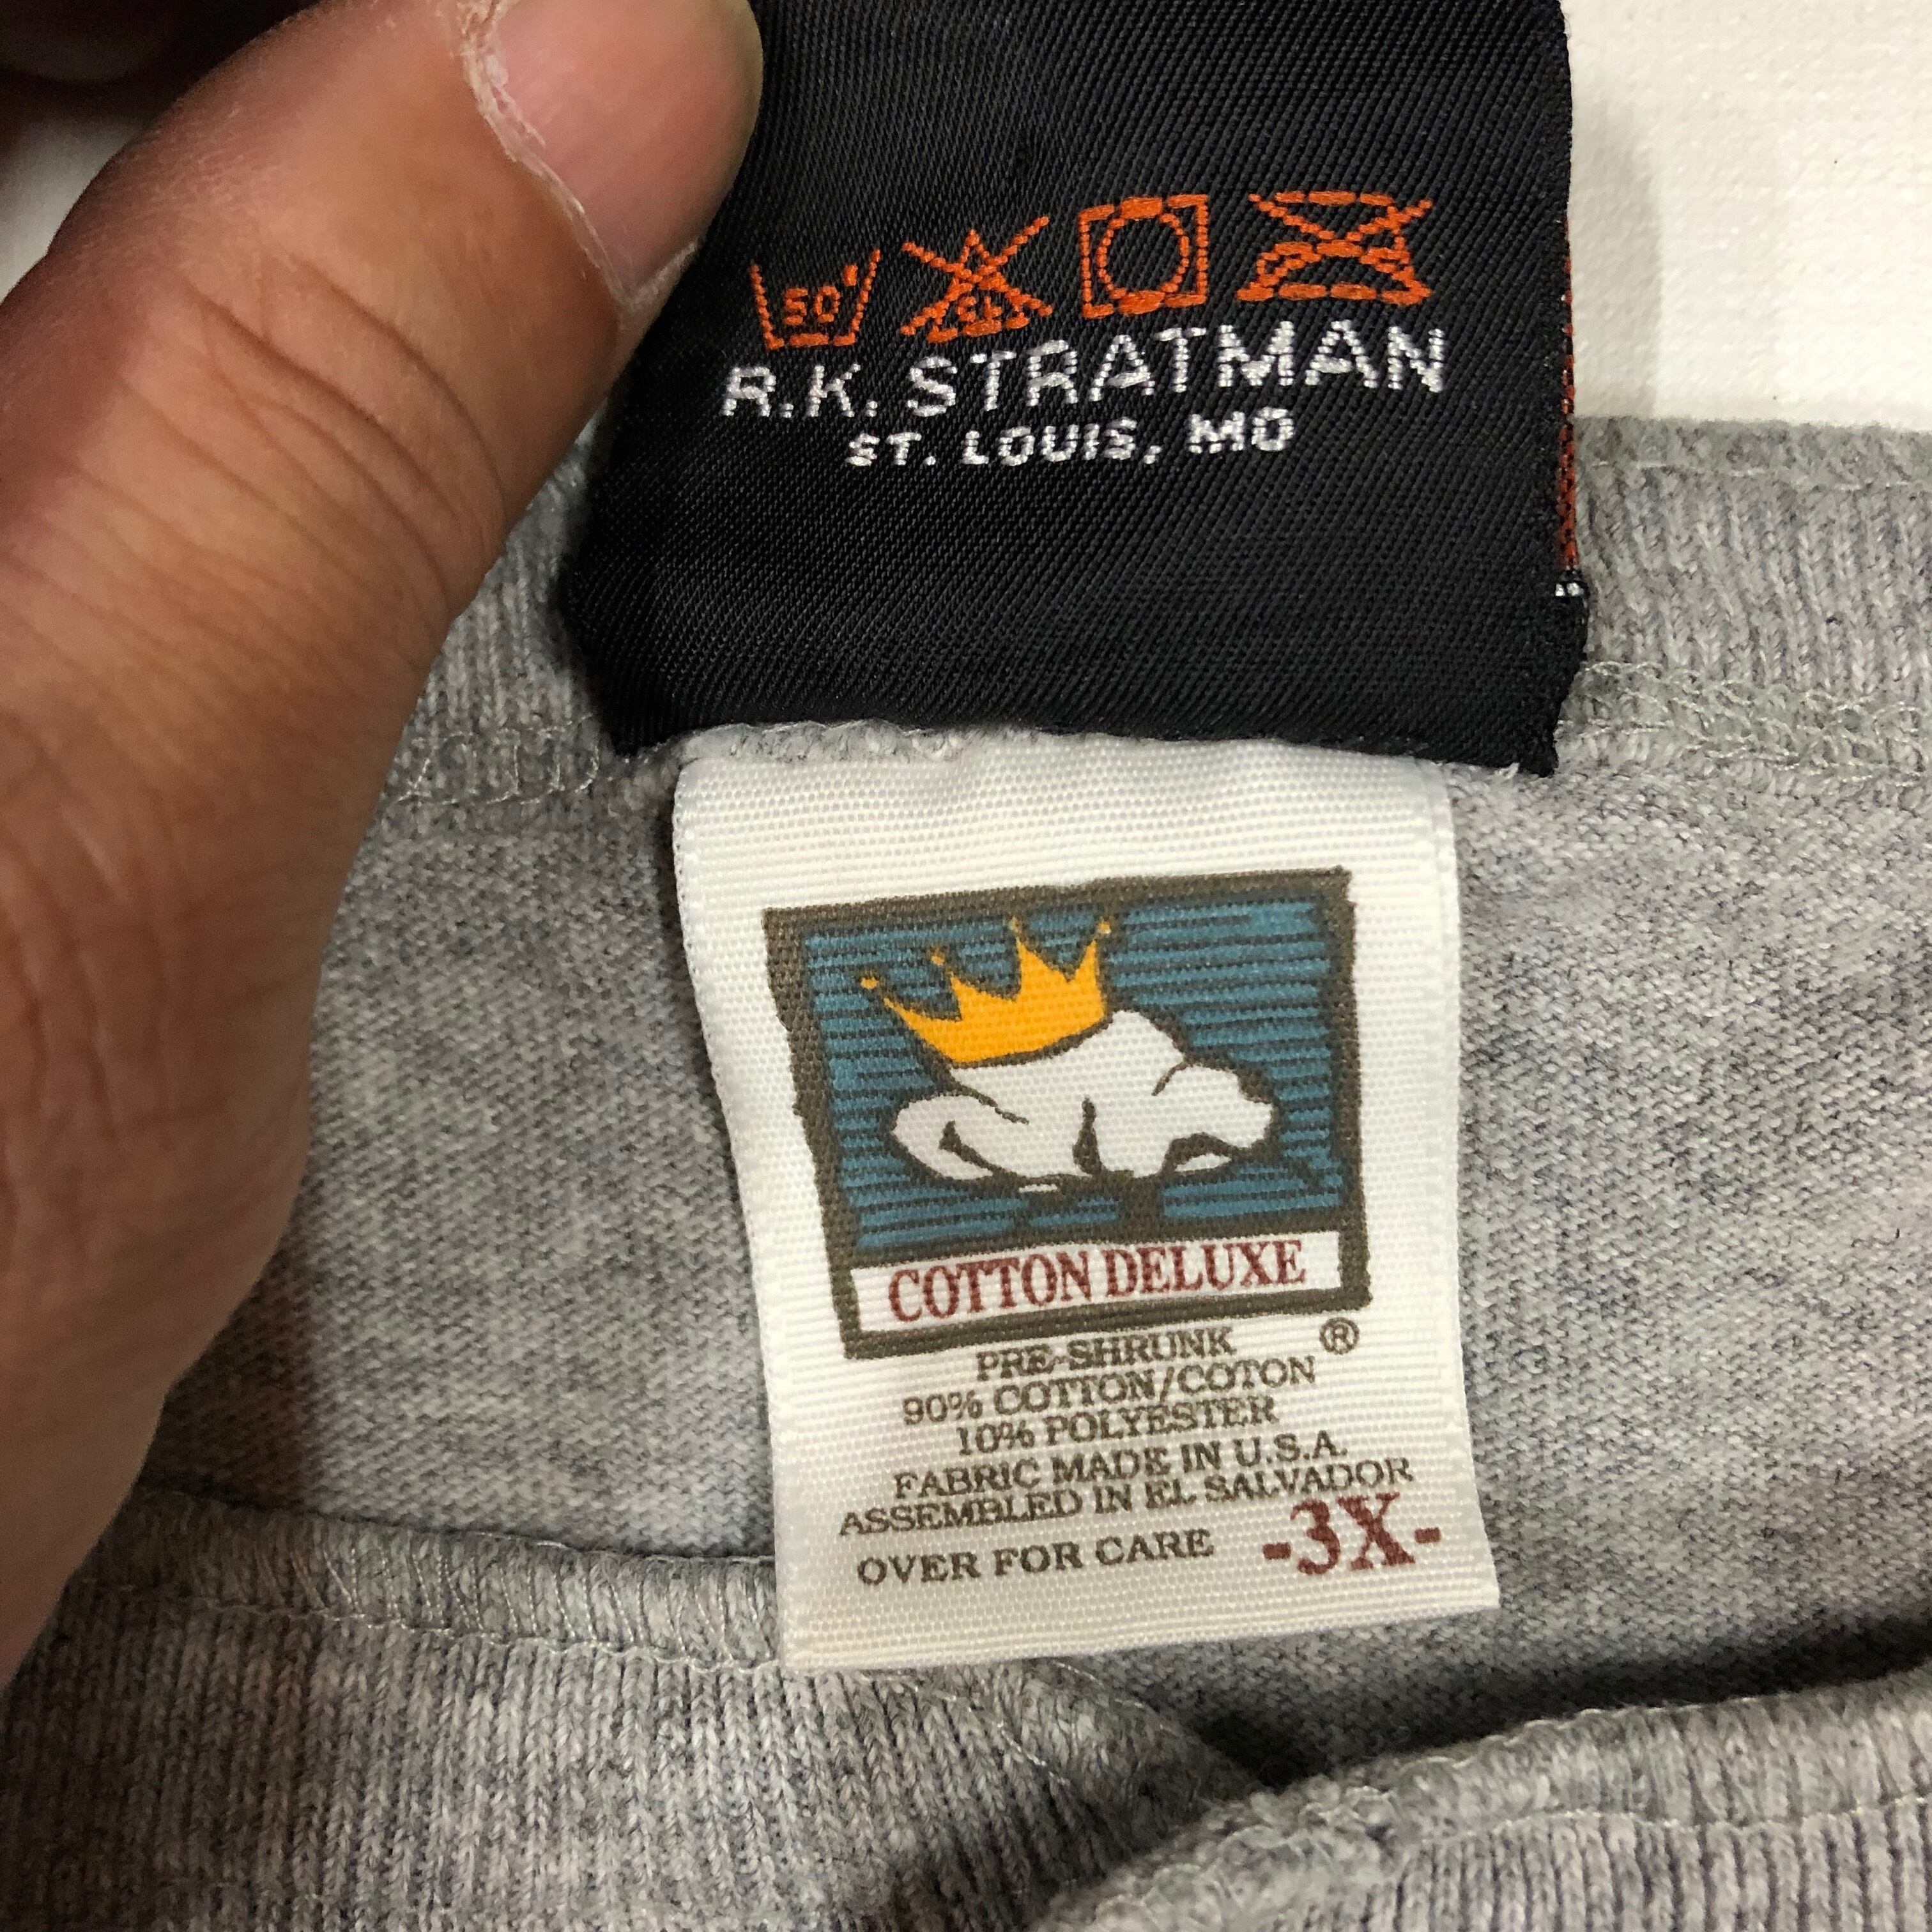 50°
CL
R.K. STRATMAN
ST. LOUIS, MO
COTTON DELUXE
®
PRE-SHRUNK
90% COTTON/COTON
10% POLYESTER
FABRIC MADE IN U.S.A.
ASSEMBLED IN EL SALVADOR
OVER FOR CARE -3X-